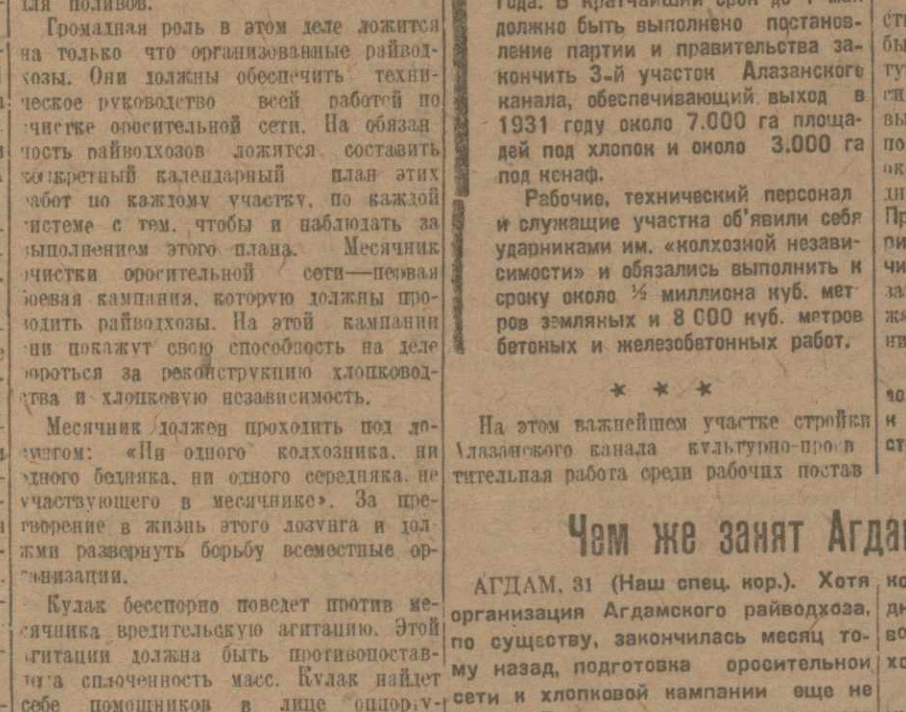 для поливов.
Громадная роль в этом деле ложится
на только что организованные райвод-
хозы. Они должны обеспечить техни-
ческое руководство всей работой по
чистке оросительной сети. На обязан
ность райводхозов ложится составить
конкретный календарный план этих
работ по каждому участку, по каждой
системе с тем, чтобы и наблюдать за
выполнением этого плана. Месячник
очистки оросительной сети—первая
боевая кампания, которую должны про-
водить райводхозы. На этой кампании
они покажут свою способность на деле
бороться за реконструкцию хлопковод-
ства и хлопковую независимость.
Месячник должен проходить под ло-
зунгом: «Ни одного колхозника, ни
одного бедняка, ни одного середняка, не
участвующего в месячнике». За пре-
творение в жизнь этого лозунга и дол
жны развернуть борьбу всеместные ор-
ганизации.
Кулак бесспорно поведет против ме-
сячника вредительскую агитацию. Этой
агитации должна быть противопостав-
лена сплоченность масс. Кулак найдет
себе помощников в лице оппорту-
года. В кратчайший срок до 1 мая
должно быть выполнено постанов-
ление партии и правительства за-
кончить 3-й участок Алазанского
канала, обеспечивающий выход в
1931 году около 7.000 га площа-
дей под хлопок и около 3.000 га
под кенаф.
Рабочие, технический персонал
и служащие участка об'явили себя
ударниками им. «колхозной незави-
симости» и обязались выполнить к
сроку около ½ миллиона куб. мет
ров земляных и 8 000 куб. метров
бетоных и железобетонных работ.
* * *
На этом важнейшем участке стройки
Алазанского канала культурно-просв
тительная работа среди рабочих постав
Чем же занят Агда
АГДАМ, 31 (Наш спец. кор.). Хотя
организация Агдамского райводхоза,
по существу, закончилась месяц то-
му назад, подготовка оросительной
сети к хлопковой кампании еще не